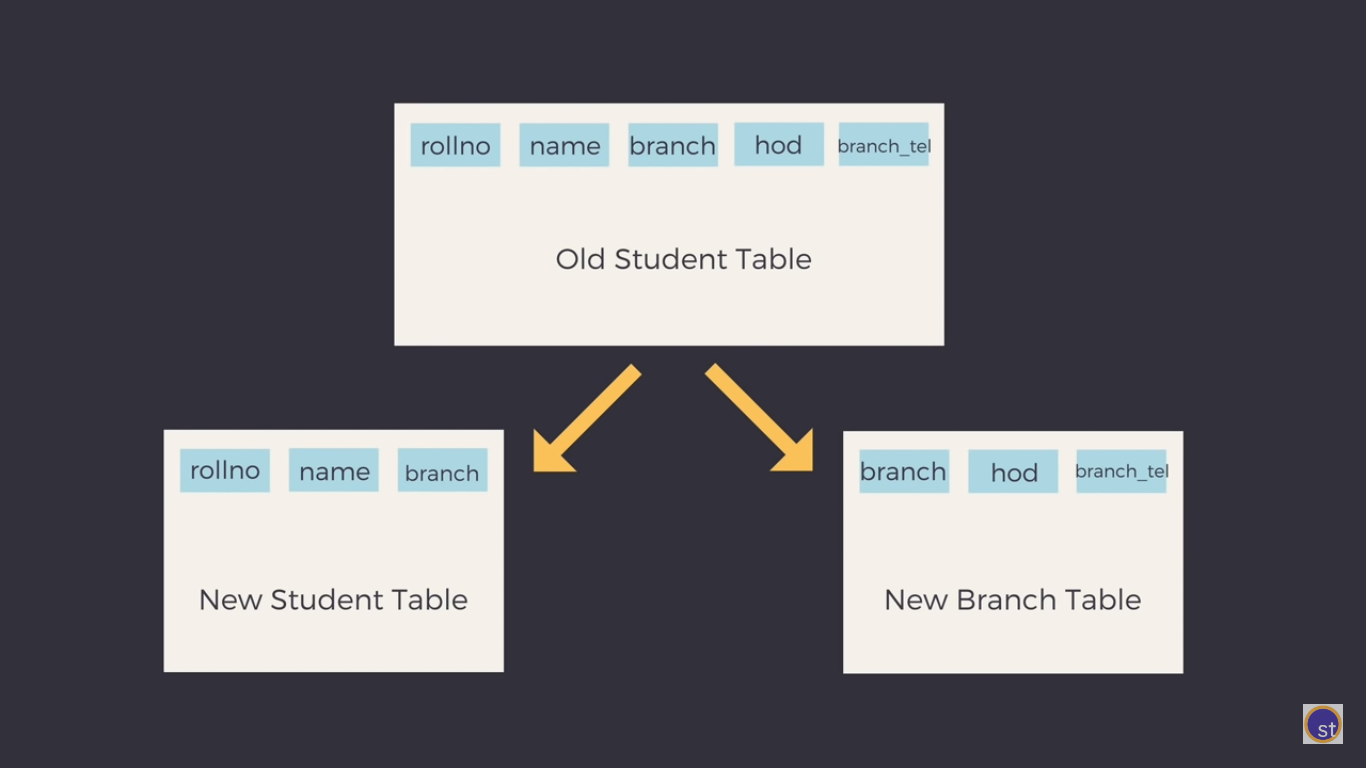 rollno name branch hod branch_tel
Old Student Table
rollno name branch
New Student Table
branch hod branch_tel
New Branch Table
st